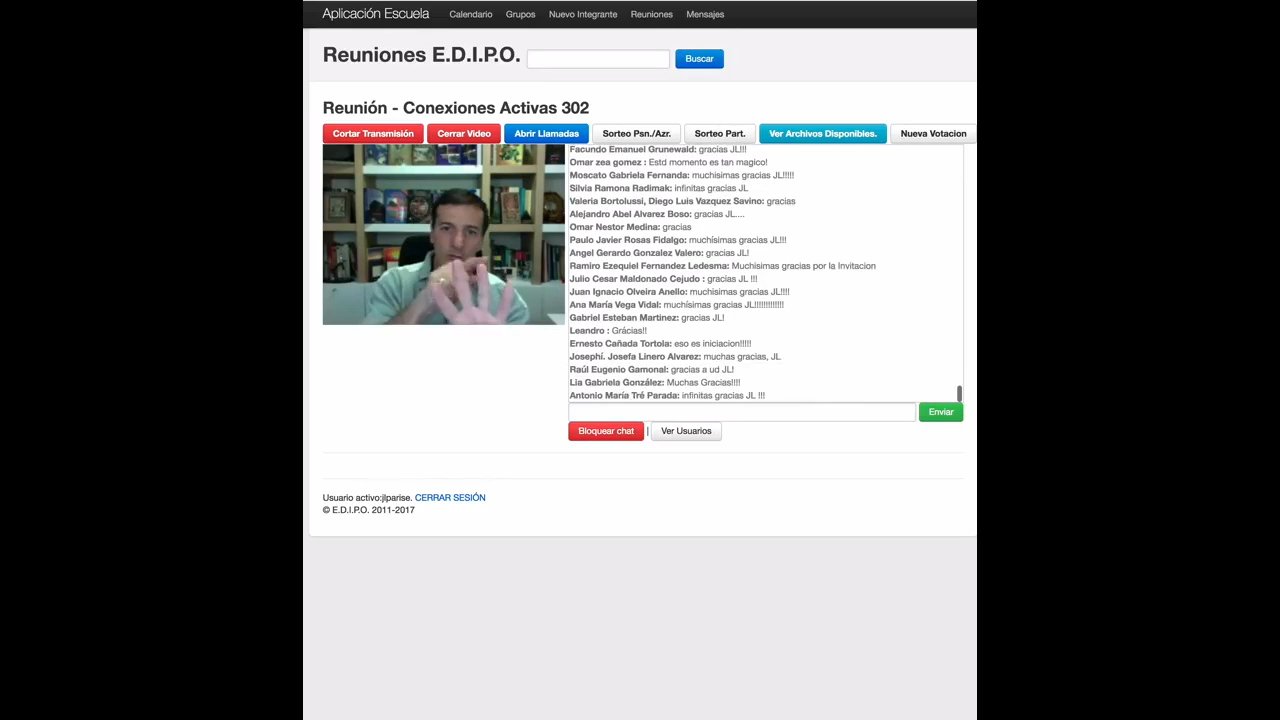 Aplicación Escuela Calendario Grupos Nuevo Integrante Reuniones Mensajes
Reuniones E.D.I.P.O. Buscar
Reunión - Conexiones Activas 302
Cortar Transmisión Cerrar Video Abrir Llamadas Sorteo Psn./Azr. Sorteo Part. Ver Archivos Disponibles. Nueva Votacion
Facundo Emanuel Grunewald: gracias JL!!!
Omar zea gomez : Estd momento es tan magico!
Moscato Gabriela Fernanda: muchisimas gracias JL!!!!!
Silvia Ramona Radimak: infinitas gracias JL
Valeria Bortolussi, Diego Luis Vazquez Savino: gracias
Alejandro Abel Alvarez Boso: gracias JL....
Omar Nestor Medina: gracias
Paulo Javier Rosas Fidalgo: muchísimas gracias JL!!!
Angel Gerardo Gonzalez Valero: gracias JL!
Ramiro Ezequiel Fernandez Ledesma: Muchisimas gracias por la Invitacion
Julio Cesar Maldonado Cejudo : gracias JL !!!
Juan Ignacio Olveira Anello: muchisimas gracias JL!!!!
Ana María Vega Vidal: muchísimas gracias JL!!!!!!!!!!!!!
Gabriel Esteban Martinez: gracias JL!
Leandro : Grácias!!
Ernesto Cañada Tortola: eso es iniciacion!!!!!
Josephí. Josefa Linero Alvarez: muchas gracias, JL
Raúl Eugenio Gamonal: gracias a ud JL!
Lia Gabriela González: Muchas Gracias!!!!
Antonio María Tré Parada: infinitas gracias JL !!!
Enviar
Bloquear chat | Ver Usuarios
Usuario activo:jlparise. CERRAR SESIÓN
© E.D.I.P.O. 2011-2017